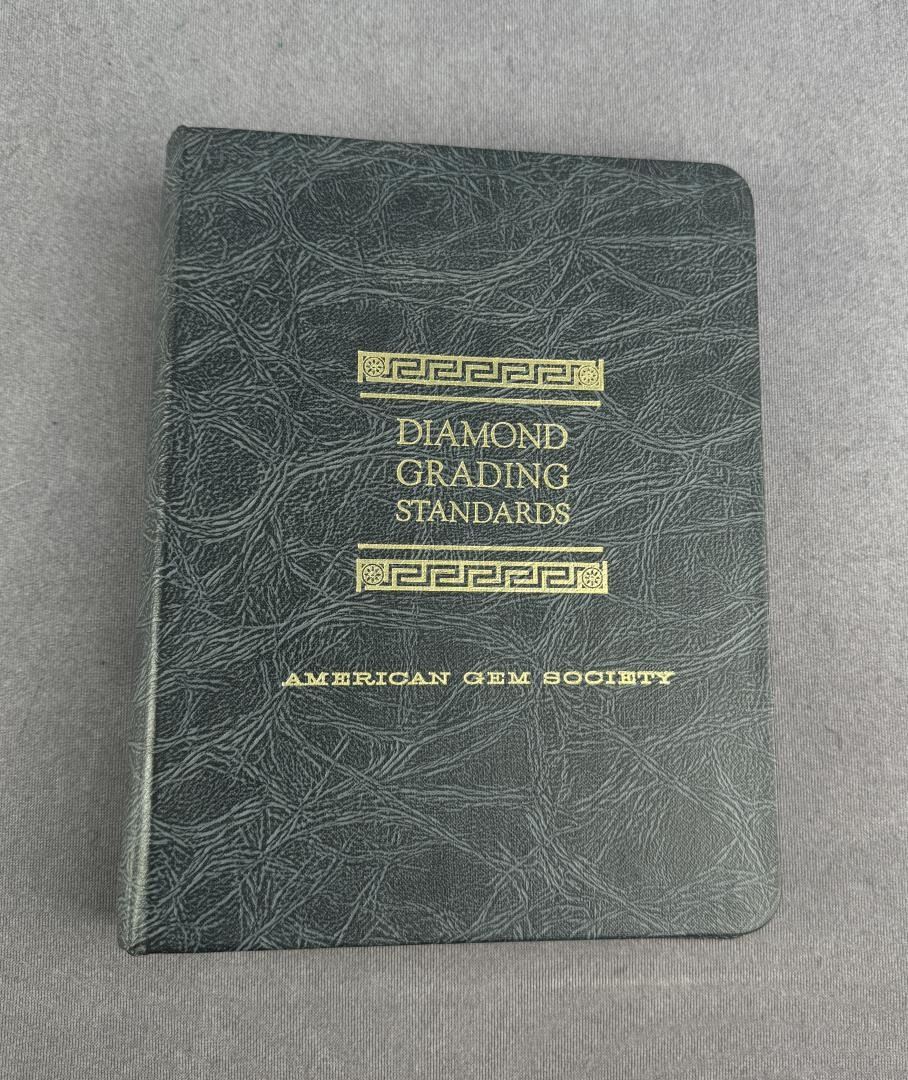 DIAMOND
GRADING
STANDARDS
AMERICAN GEM SOCIETY